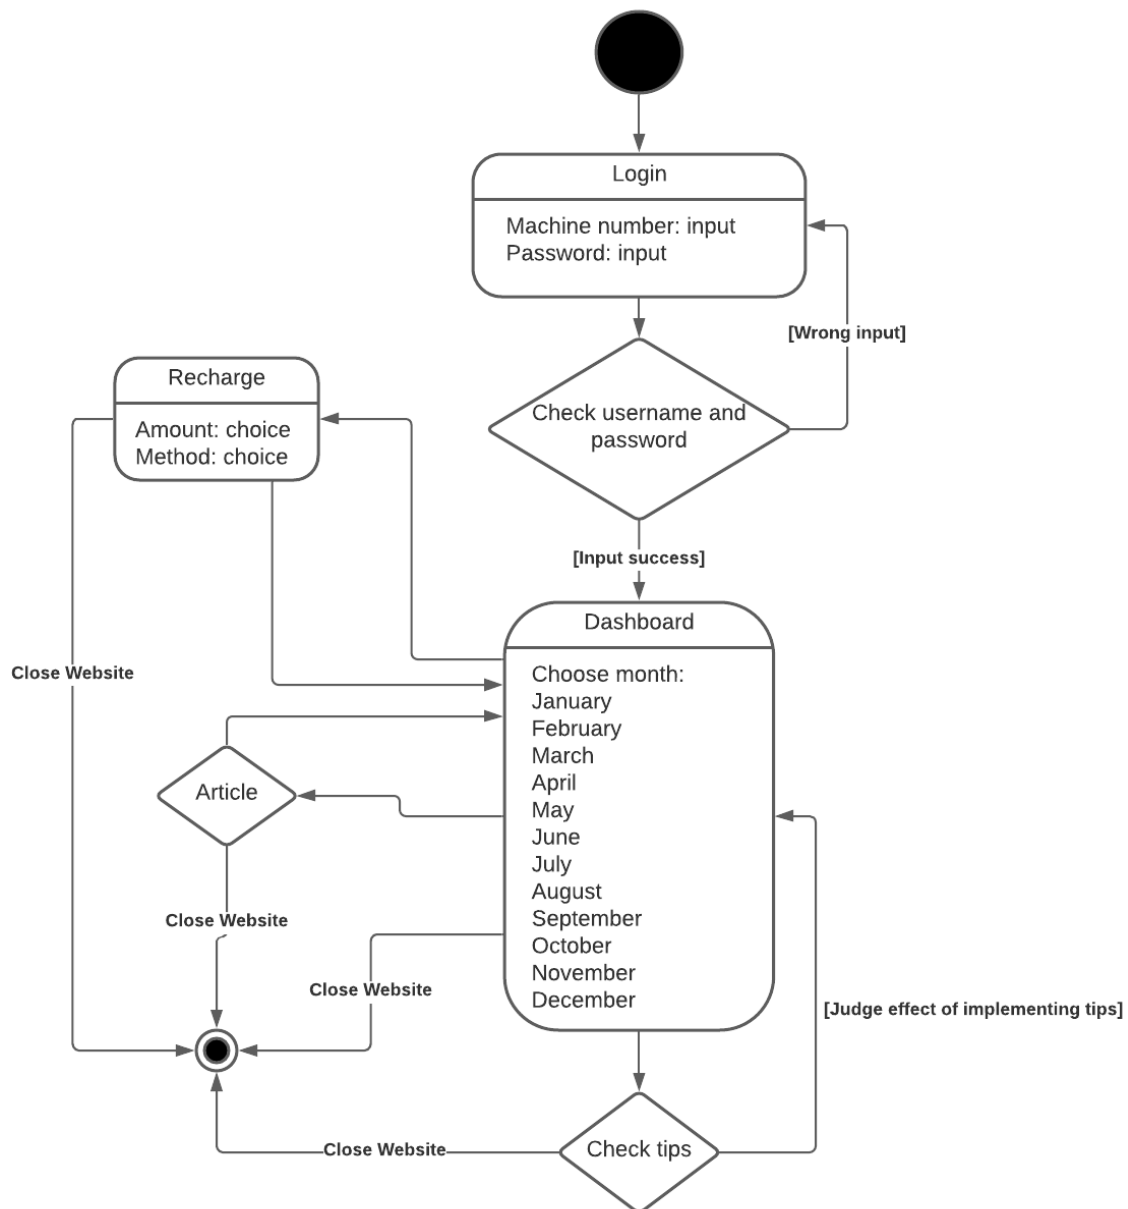 Login
Machine number: input
Password: input
[Wrong input]
Recharge
Amount: choice
Method: choice
Check username and
password
[Input success]
Dashboard
Choose month:
January
February
March
April
May
June
July
August
September
October
November
December
Close Website
Article
Close Website
Close Website
[Judge effect of implementing tips]
Check tips
Close Website